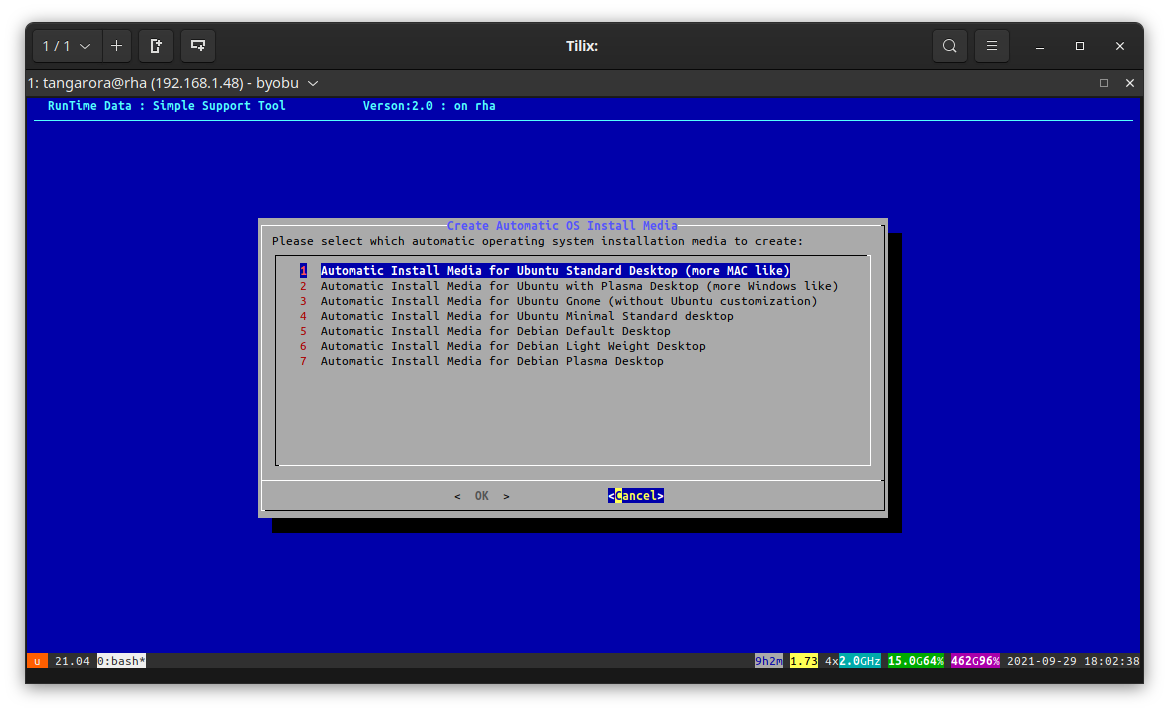 1 / 1
Tilix:
1: tangarora@rha (192.168.1.48) - byobu
RunTime Data : Simple Support Tool Verson:2.0 : on rha
Create Automatic OS Install Media
Please select which automatic operating system installation media to create:
1 Automatic Install Media for Ubuntu Standard Desktop (more MAC like)
2 Automatic Install Media for Ubuntu with Plasma Desktop (more Windows like)
3 Automatic Install Media for Ubuntu Gnome (without Ubuntu customization)
4 Automatic Install Media for Ubuntu Minimal Standard desktop
5 Automatic Install Media for Debian Default Desktop
6 Automatic Install Media for Debian Light Weight Desktop
7 Automatic Install Media for Debian Plasma Desktop
< OK > <Cancel>
u 21.04 0:bash* 9h2m 1.73 4x2.0GHz 15.0G64% 462G96% 2021-09-29 18:02:38